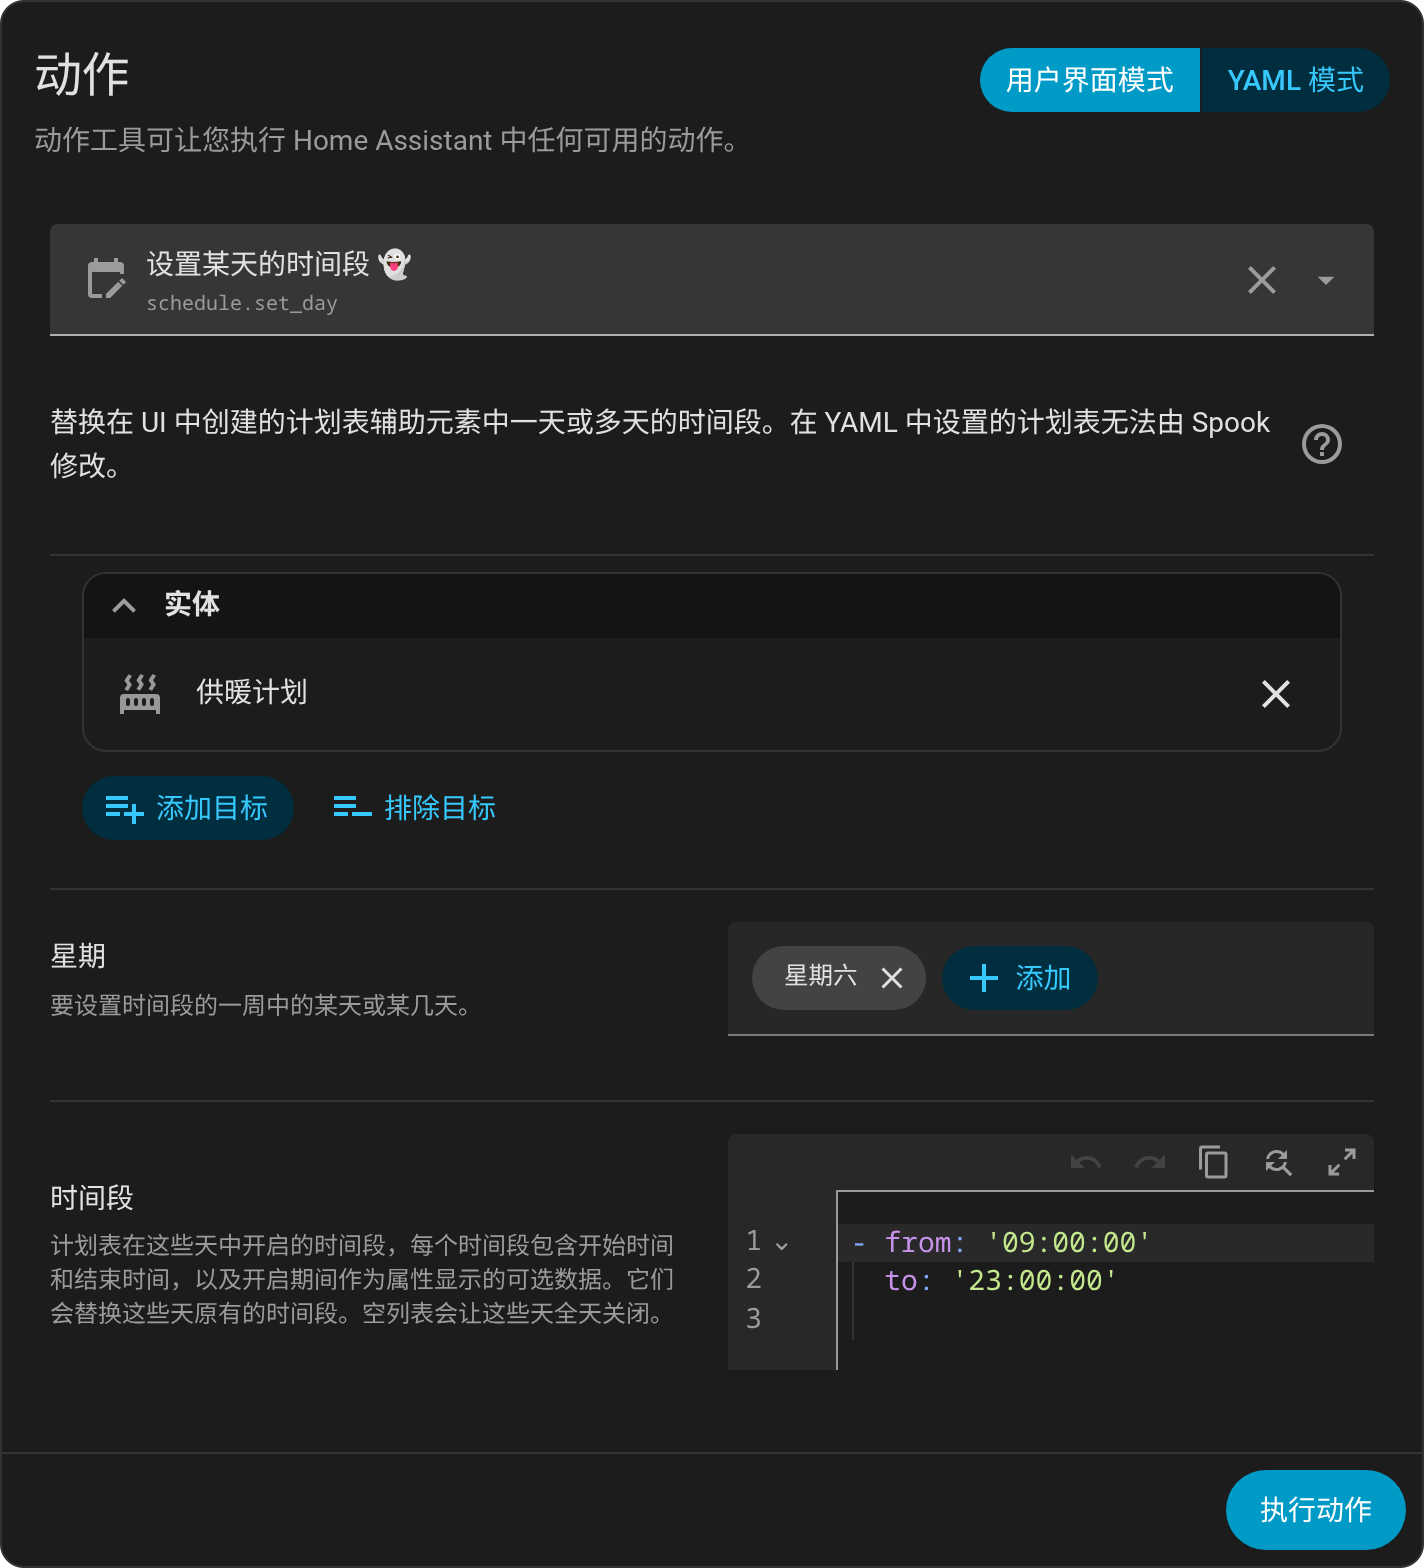 动作
用户界面模式
YAML 模式
动作工具可让您执行 Home Assistant 中任何可用的动作。
设置某天的时间段 👻
schedule.set_day
替换在 UI 中创建的计划表辅助元素中一天或多天的时间段。在 YAML 中设置的计划表无法由 Spook
修改。
实体
供暖计划
添加目标
排除目标
星期
要设置时间段的一周中的某天或某几天。
星期六
添加
时间段
计划表在这些天中开启的时间段，每个时间段包含开始时间
和结束时间，以及开启期间作为属性显示的可选数据。它们
会替换这些天原有的时间段。空列表会让这些天全天关闭。
1 - from: '09:00:00'
2 to: '23:00:00'
3
执行动作